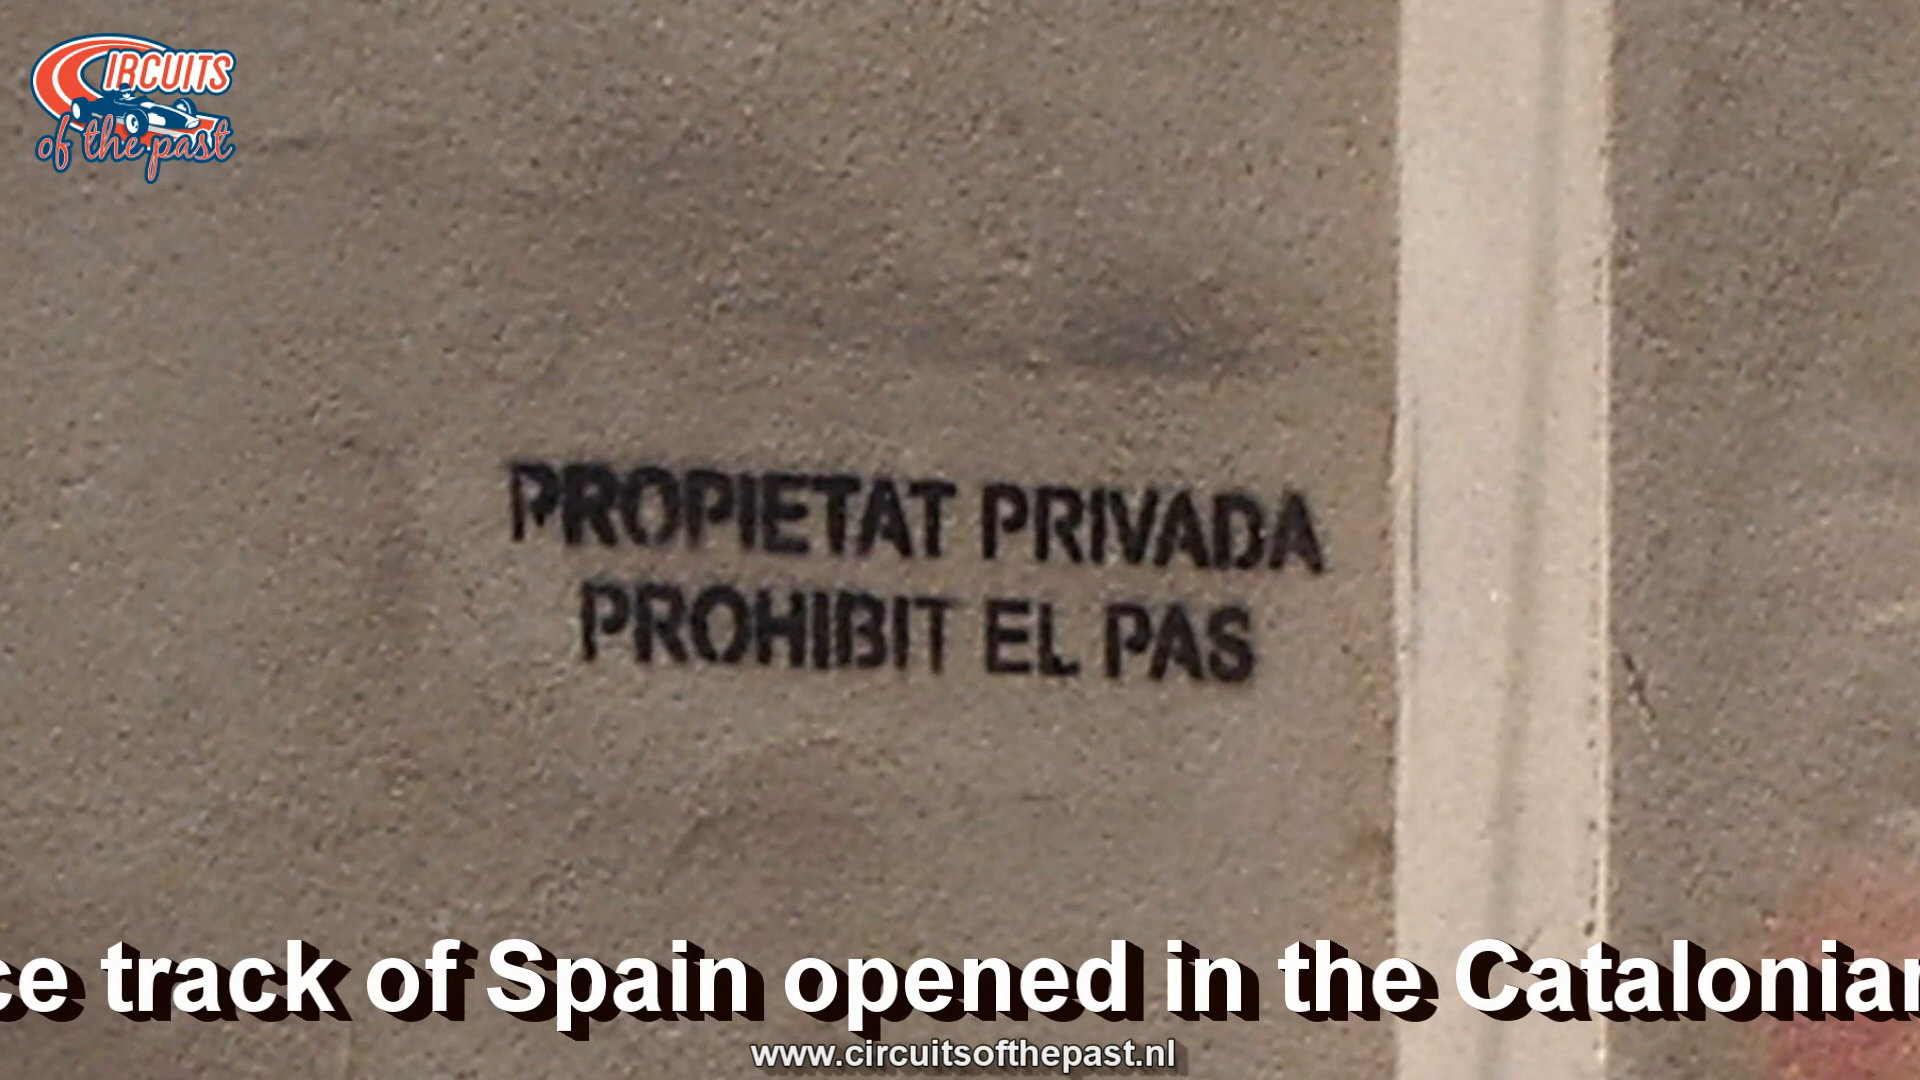 CIRCUITS
of the past
PROPIETAT PRIVADA
PROHIBIT EL PAS
ce track of Spain opened in the Catalonian
www.circuitsofthepast.nl